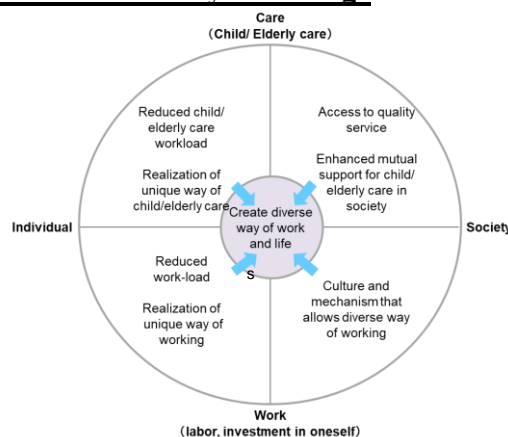 Care
(Child/ Elderly care)
Reduced child/
elderly care
workload
Realization of
unique way of
child/elderly care
Access to quality
service
Enhanced mutual
support for child/
elderly care in
society
Individual
Create diverse
way of work
and life
Society
Reduced
work-load
s
Realization of
unique way of
working
Culture and
mechanism that
allows diverse way
of working
Work
(labor, investment in oneself)